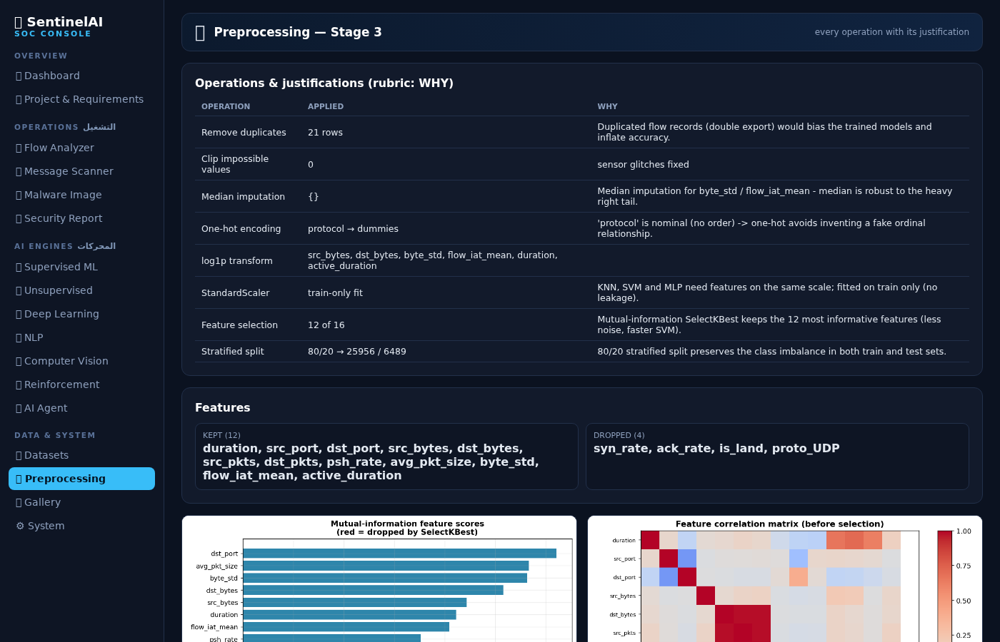 SentinelAI
SOC CONSOLE
OVERVIEW
Dashboard
Project & Requirements
OPERATIONS التشغيل
Flow Analyzer
Message Scanner
Malware Image
Security Report
AI ENGINES المحركات
Supervised ML
Unsupervised
Deep Learning
NLP
Computer Vision
Reinforcement
AI Agent
DATA & SYSTEM
Datasets
Preprocessing
Gallery
⚙ System
Preprocessing — Stage 3
every operation with its justification
Operations & justifications (rubric: WHY)
OPERATION APPLIED WHY
Remove duplicates 21 rows Duplicated flow records (double export) would bias the trained models and
inflate accuracy.
Clip impossible
values 0 sensor glitches fixed
Median imputation {} Median imputation for byte_std / flow_iat_mean - median is robust to the heavy
right tail.
One-hot encoding protocol → dummies 'protocol' is nominal (no order) -> one-hot avoids inventing a fake ordinal
relationship.
log1p transform src_bytes, dst_bytes, byte_std, flow_iat_mean, duration,
active_duration
StandardScaler train-only fit KNN, SVM and MLP need features on the same scale; fitted on train only (no
leakage).
Feature selection 12 of 16 Mutual-information SelectKBest keeps the 12 most informative features (less
noise, faster SVM).
Stratified split 80/20 → 25956 / 6489 80/20 stratified split preserves the class imbalance in both train and test sets.
Features
KEPT (12)
duration, src_port, dst_port, src_bytes, dst_bytes,
src_pkts, dst_pkts, psh_rate, avg_pkt_size, byte_std,
flow_iat_mean, active_duration
DROPPED (4)
syn_rate, ack_rate, is_land, proto_UDP
Mutual-information feature scores
(red = dropped by SelectKBest)
dst_port
avg_pkt_size
byte_std
dst_bytes
src_bytes
duration
flow_iat_mean
psh_rate
Feature correlation matrix (before selection)
duration
src_port
dst_port
src_bytes
dst_bytes
src_pkts
1.00
0.75
0.50
0.25